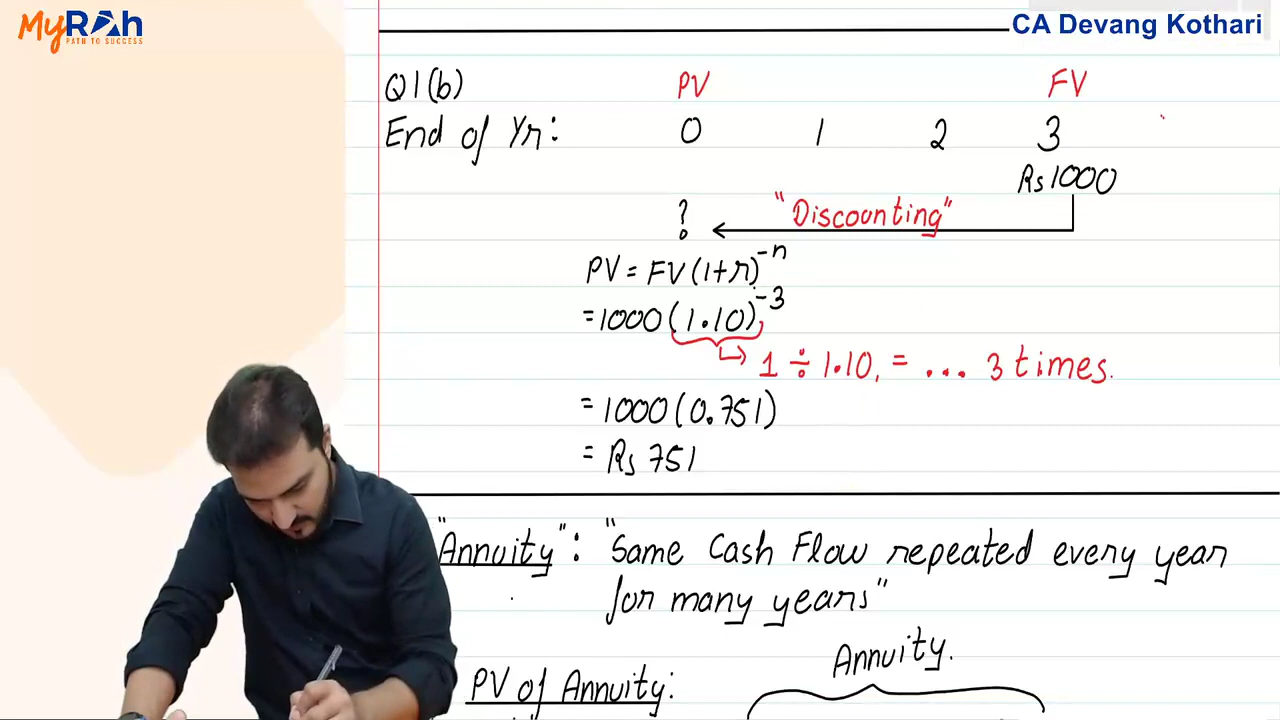 MyRAh
PATH TO SUCCESS
CA Devang Kothari
Q1(b) PV FV
End of Yr: 0 1 2 3
Rs 1000
? "Discounting"
PV = FV(1+r)^-n
= 1000(1.10)^-3
↳ 1 ÷ 1.10, = ... 3 times.
= 1000(0.751)
= Rs 751
"Annuity": "Same Cash Flow repeated every year
for many years"
Annuity.
PV of Annuity: